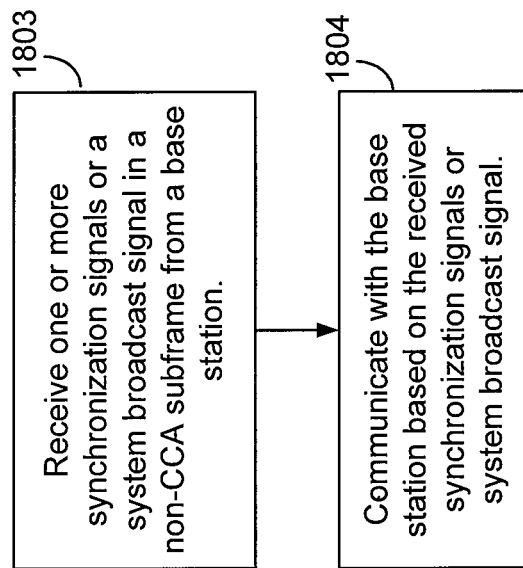 1803
Receive one or more
synchronization signals or a
system broadcast signal in a
non-CCA subframe from a base
station.
1804
Communicate with the base
station based on the received
synchronization signals or
system broadcast signal.